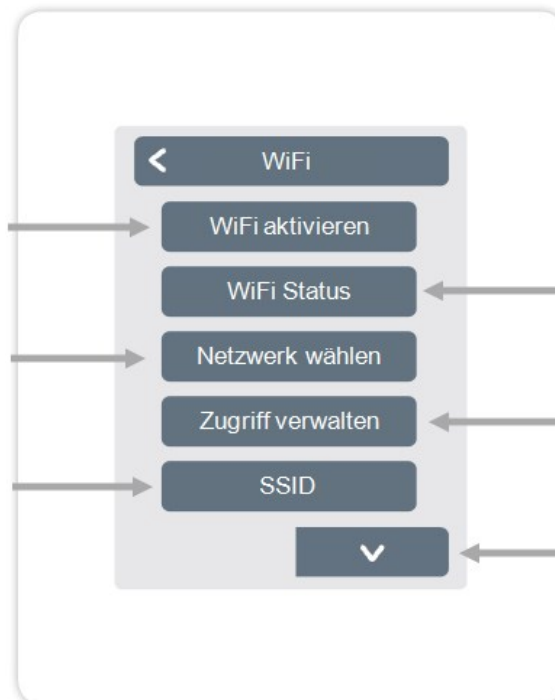 WiFi
WiFi aktivieren
WiFi Status
Netzwerk wählen
Zugriff verwalten
SSID